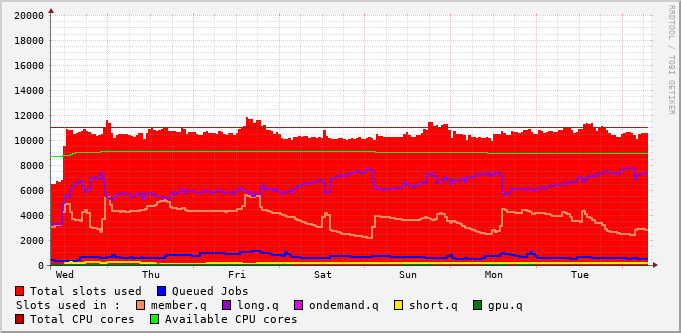 RRDTOOL / TOBI OETIKER
20000
18000
16000
14000
12000
10000
8000
6000
4000
2000
0
Wed Thu Fri Sat Sun Mon Tue
Total slots used Queued Jobs
Slots used in : member.q long.q ondemand.q short.q gpu.q
Total CPU cores Available CPU cores